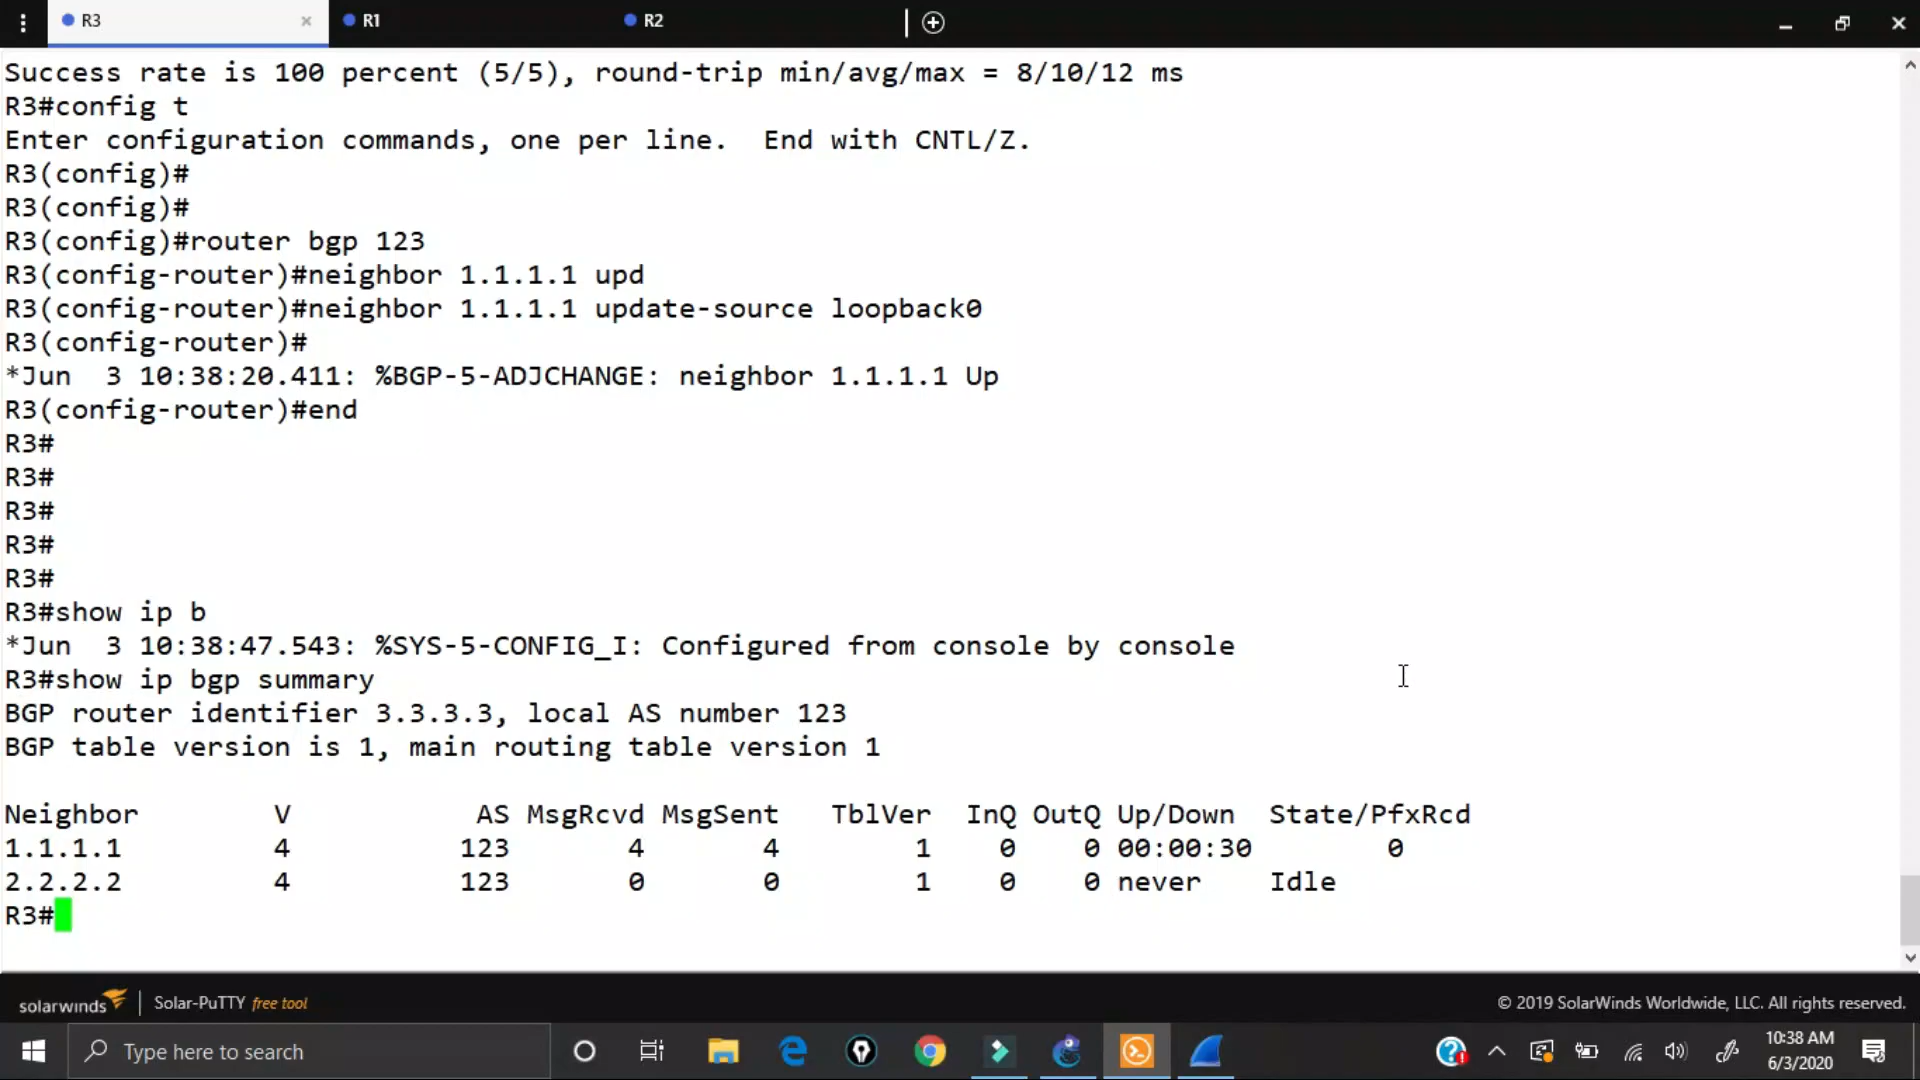 R3
R1
R2
Success rate is 100 percent (5/5), round-trip min/avg/max = 8/10/12 ms
R3#config t
Enter configuration commands, one per line.  End with CNTL/Z.
R3(config)#
R3(config)#
R3(config)#router bgp 123
R3(config-router)#neighbor 1.1.1.1 upd
R3(config-router)#neighbor 1.1.1.1 update-source loopback0
R3(config-router)#
*Jun  3 10:38:20.411: %BGP-5-ADJCHANGE: neighbor 1.1.1.1 Up
R3(config-router)#end
R3#
R3#
R3#
R3#
R3#
R3#show ip b
*Jun  3 10:38:47.543: %SYS-5-CONFIG_I: Configured from console by console
R3#show ip bgp summary
BGP router identifier 3.3.3.3, local AS number 123
BGP table version is 1, main routing table version 1
Neighbor        V           AS MsgRcvd MsgSent   TblVer  InQ OutQ Up/Down  State/PfxRcd
1.1.1.1         4          123       4       4        1    0    0 00:00:30        0
2.2.2.2         4          123       0       0        1    0    0 never    Idle
R3#
solarwinds | Solar-PuTTY free tool
© 2019 SolarWinds Worldwide, LLC. All rights reserved.
Type here to search
10:38 AM
6/3/2020